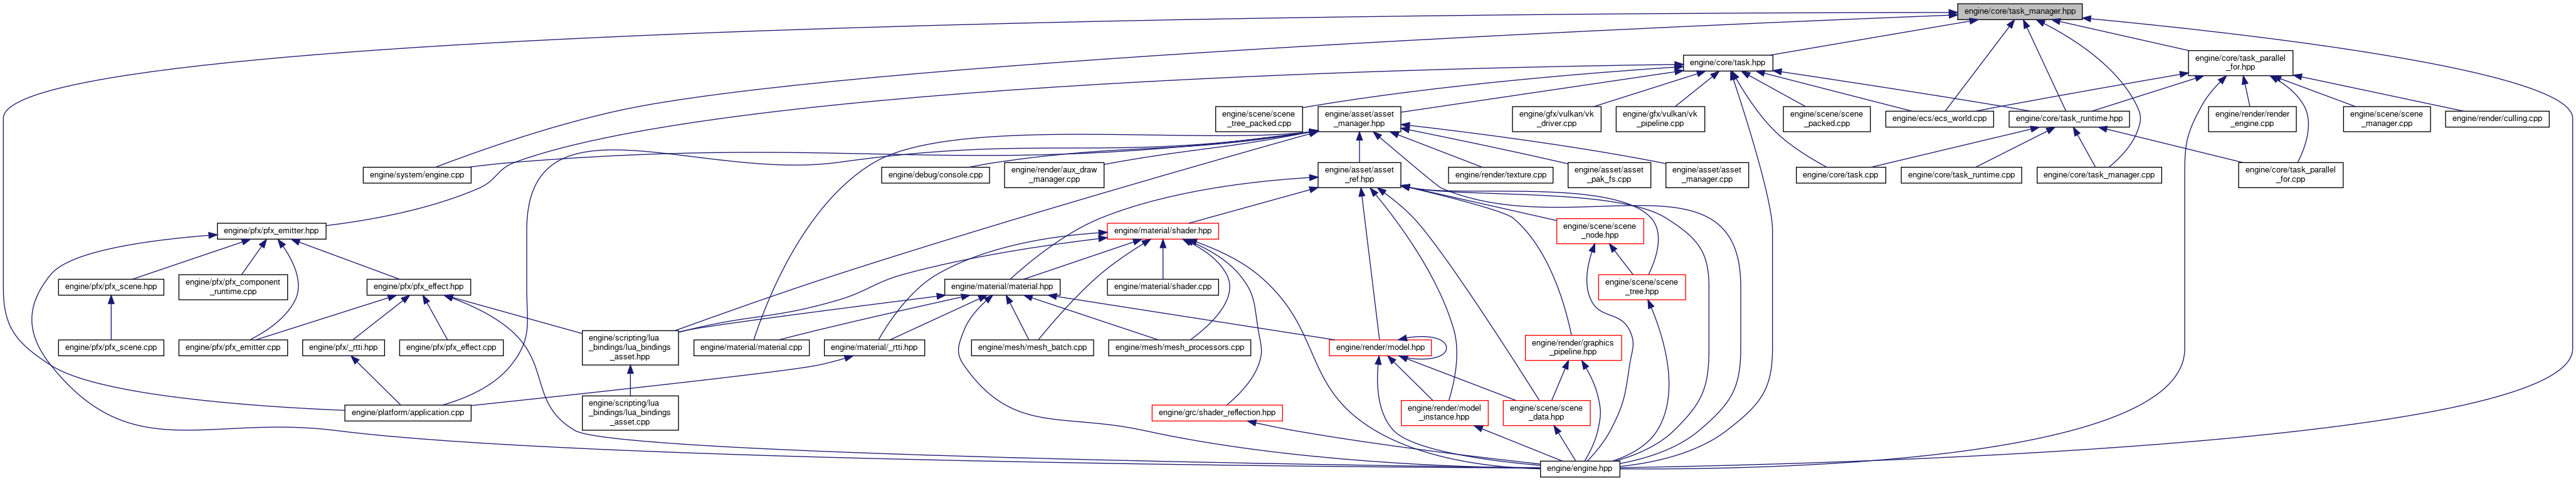 engine/core/task_manager.hpp
engine/core/task.hpp
engine/core/task_parallel
_for.hpp
engine/scene/scene
_tree_packed.cpp
engine/asset/asset
_manager.hpp
engine/gfx/vulkan/vk
_driver.cpp
engine/gfx/vulkan/vk
_pipeline.cpp
engine/scene/scene
_packed.cpp
engine/ecs/ecs_world.cpp
engine/core/task_runtime.hpp
engine/render/render
_engine.cpp
engine/scene/scene
_manager.cpp
engine/render/culling.cpp
engine/system/engine.cpp
engine/debug/console.cpp
engine/render/aux_draw
_manager.cpp
engine/asset/asset
_ref.hpp
engine/render/texture.cpp
engine/asset/asset
_pak_fs.cpp
engine/asset/asset
_manager.cpp
engine/core/task.cpp
engine/core/task_runtime.cpp
engine/core/task_manager.cpp
engine/core/task_parallel
_for.cpp
engine/pfx/pfx_emitter.hpp
engine/material/shader.hpp
engine/scene/scene
_node.hpp
engine/pfx/pfx_scene.hpp
engine/pfx/pfx_component
_runtime.cpp
engine/pfx/pfx_effect.hpp
engine/material/material.hpp
engine/material/shader.cpp
engine/scene/scene
_tree.hpp
engine/pfx/pfx_scene.cpp
engine/pfx/pfx_emitter.cpp
engine/pfx/_rtti.hpp
engine/pfx/pfx_effect.cpp
engine/scripting/lua
_bindings/lua_bindings
_asset.hpp
engine/material/material.cpp
engine/material/_rtti.hpp
engine/mesh/mesh_batch.cpp
engine/mesh/mesh_processors.cpp
engine/render/model.hpp
engine/render/graphics
_pipeline.hpp
engine/platform/application.cpp
engine/scripting/lua
_bindings/lua_bindings
_asset.cpp
engine/grc/shader_reflection.hpp
engine/render/model
_instance.hpp
engine/scene/scene
_data.hpp
engine/engine.hpp